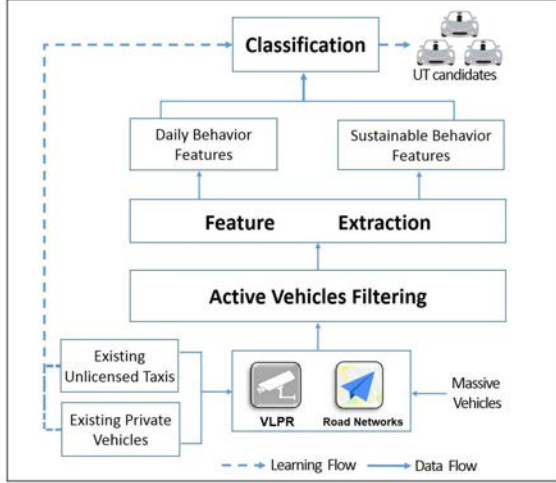 Classification
UT candidates
Daily Behavior
Features
Sustainable Behavior
Features
Feature Extraction
Active Vehicles Filtering
Existing
Unlicensed Taxis
Existing Private
Vehicles
VLPR
Road Networks
Massive
Vehicles
Learning Flow
Data Flow